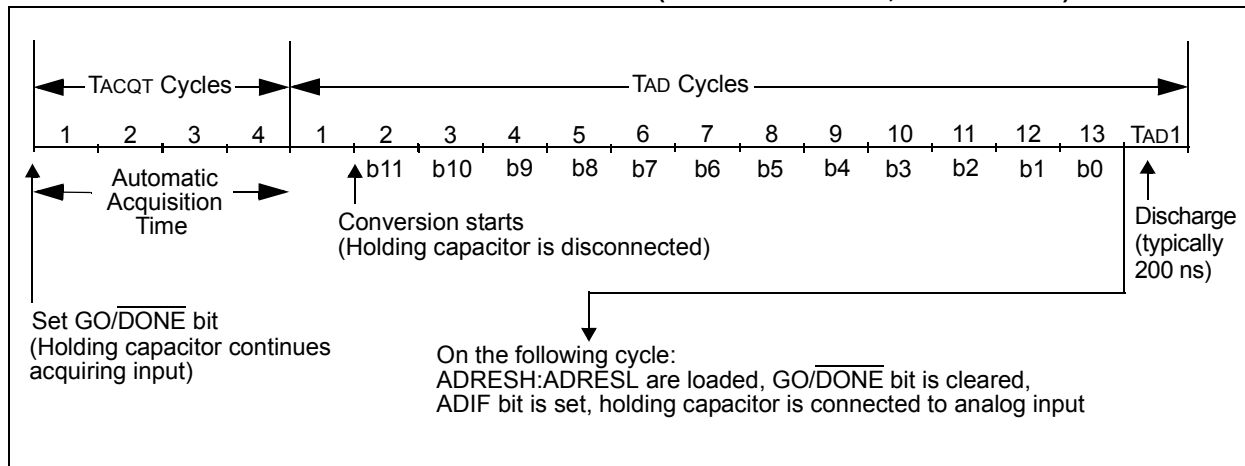 TACQT Cycles TAD Cycles
1 2 3 4 1 2 3 4 5 6 7 8 9 10 11 12 13 TAD1
b11 b10 b9 b8 b7 b6 b5 b4 b3 b2 b1 b0
Automatic
Acquisition
Time
Conversion starts
(Holding capacitor is disconnected)
Discharge
(typically
200 ns)
Set GO/DONE bit
(Holding capacitor continues
acquiring input)
On the following cycle:
ADRESH:ADRESL are loaded, GO/DONE bit is cleared,
ADIF bit is set, holding capacitor is connected to analog input